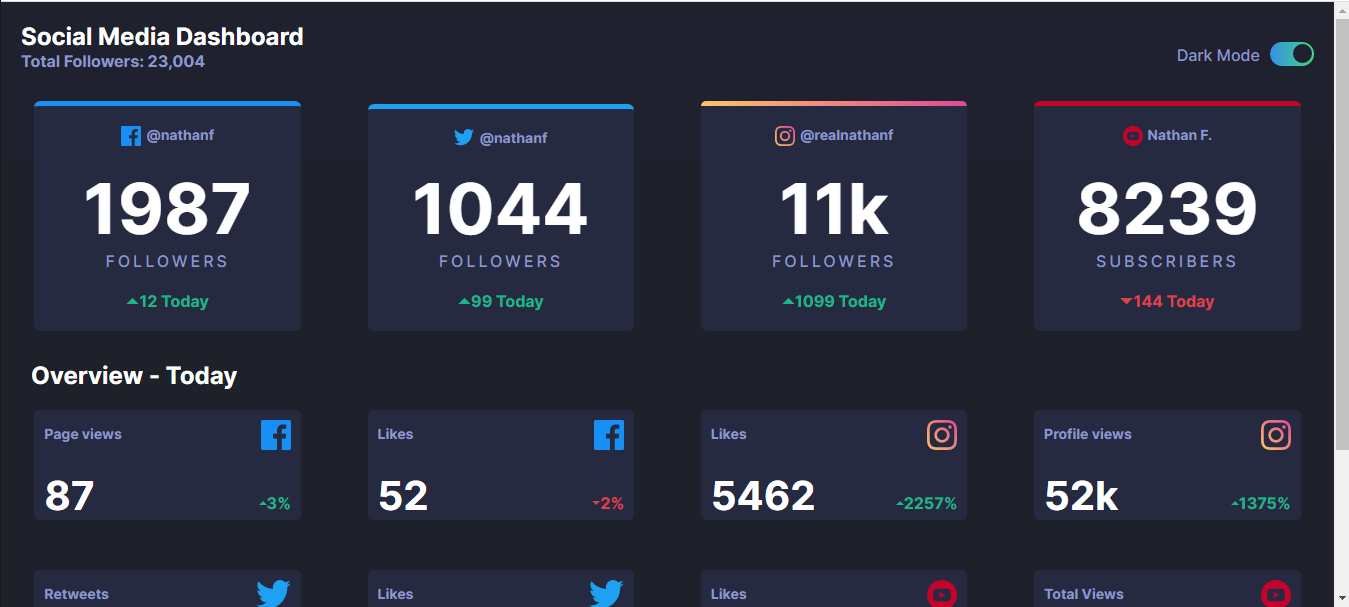 Social Media Dashboard
Total Followers: 23,004
Dark Mode
@nathanf
1987
FOLLOWERS
12 Today
@nathanf
1044
FOLLOWERS
99 Today
@realnathanf
11k
FOLLOWERS
1099 Today
Nathan F.
8239
SUBSCRIBERS
144 Today
Overview - Today
Page views
87
3%
Likes
52
2%
Likes
5462
2257%
Profile views
52k
1375%
Retweets
Likes
Likes
Total Views